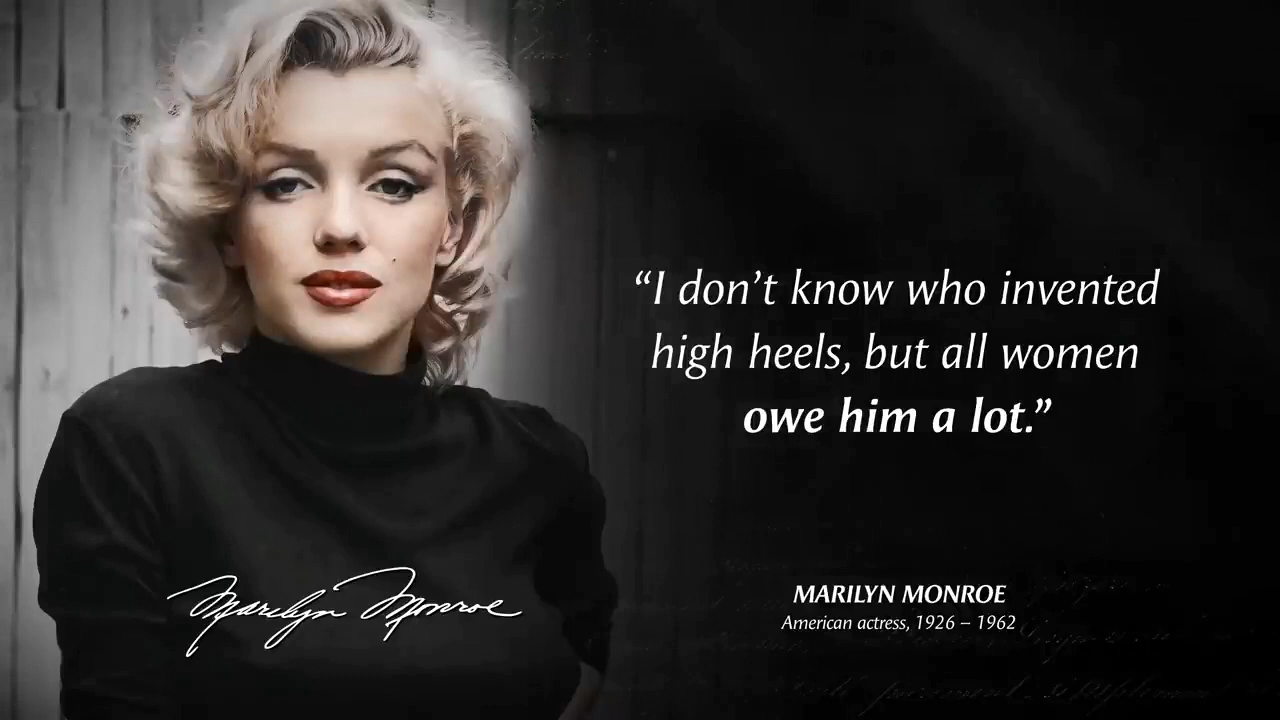 “I don’t know who invented
high heels, but all women
owe him a lot.”
Marilyn Monroe
MARILYN MONROE
American actress, 1926 – 1962